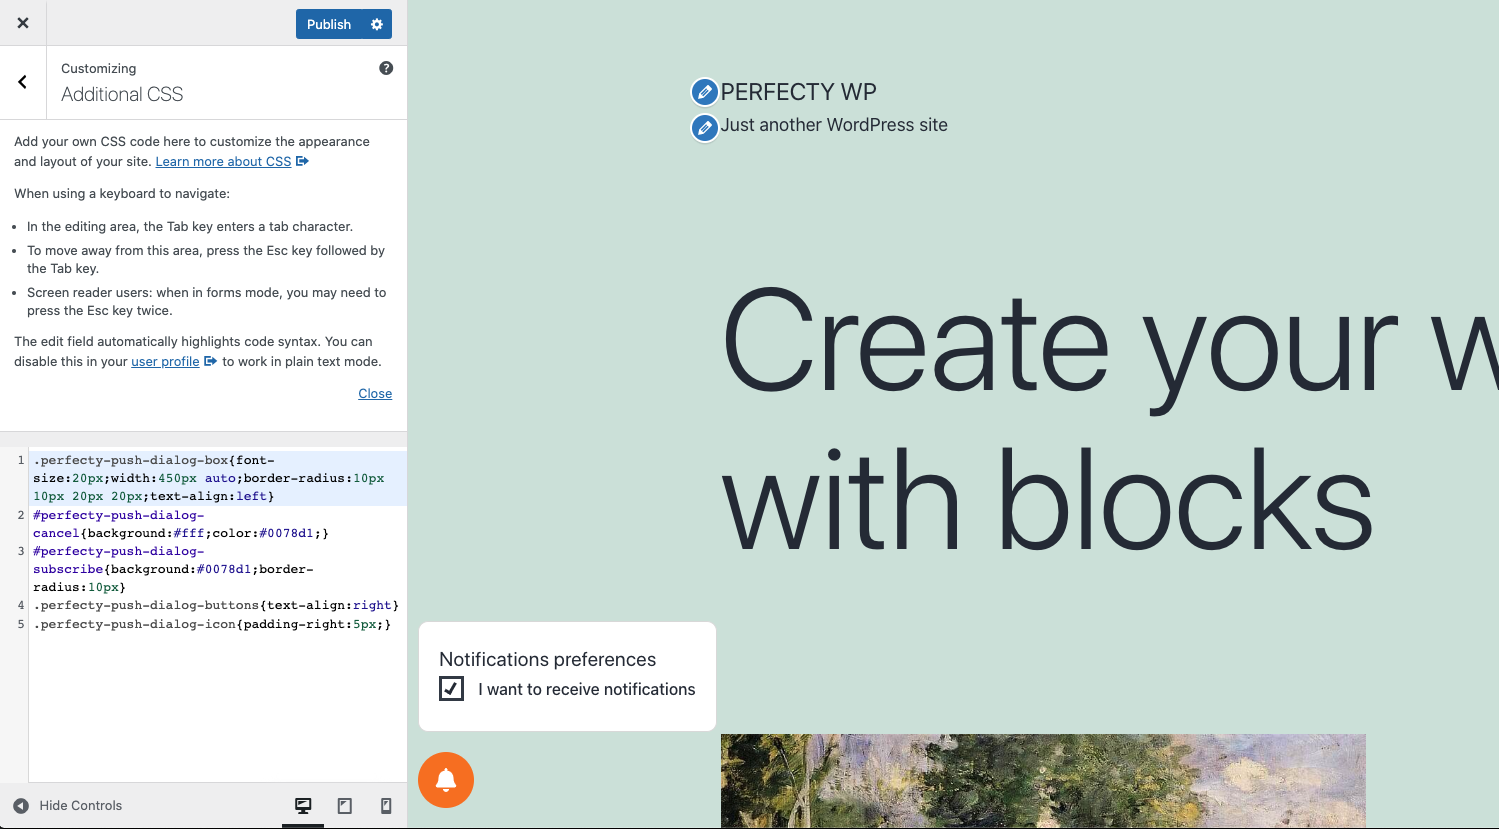 Publish
Customizing
Additional CSS
Add your own CSS code here to customize the appearance
and layout of your site. Learn more about CSS
When using a keyboard to navigate:
• In the editing area, the Tab key enters a tab character.
• To move away from this area, press the Esc key followed by
the Tab key.
• Screen reader users: when in forms mode, you may need to
press the Esc key twice.
The edit field automatically highlights code syntax. You can
disable this in your user profile to work in plain text mode.
Close
1 .perfecty-push-dialog-box{font-
size:20px;width:450px auto;border-radius:10px
10px 20px 20px;text-align:left}
2 #perfecty-push-dialog-
cancel{background:#fff;color:#0078d1;}
3 #perfecty-push-dialog-
subscribe{background:#0078d1;border-
radius:10px}
4 .perfecty-push-dialog-buttons{text-align:right}
5 .perfecty-push-dialog-icon{padding-right:5px;}
Hide Controls
PERFECTY WP
Just another WordPress site
Create your w
with blocks
Notifications preferences
I want to receive notifications